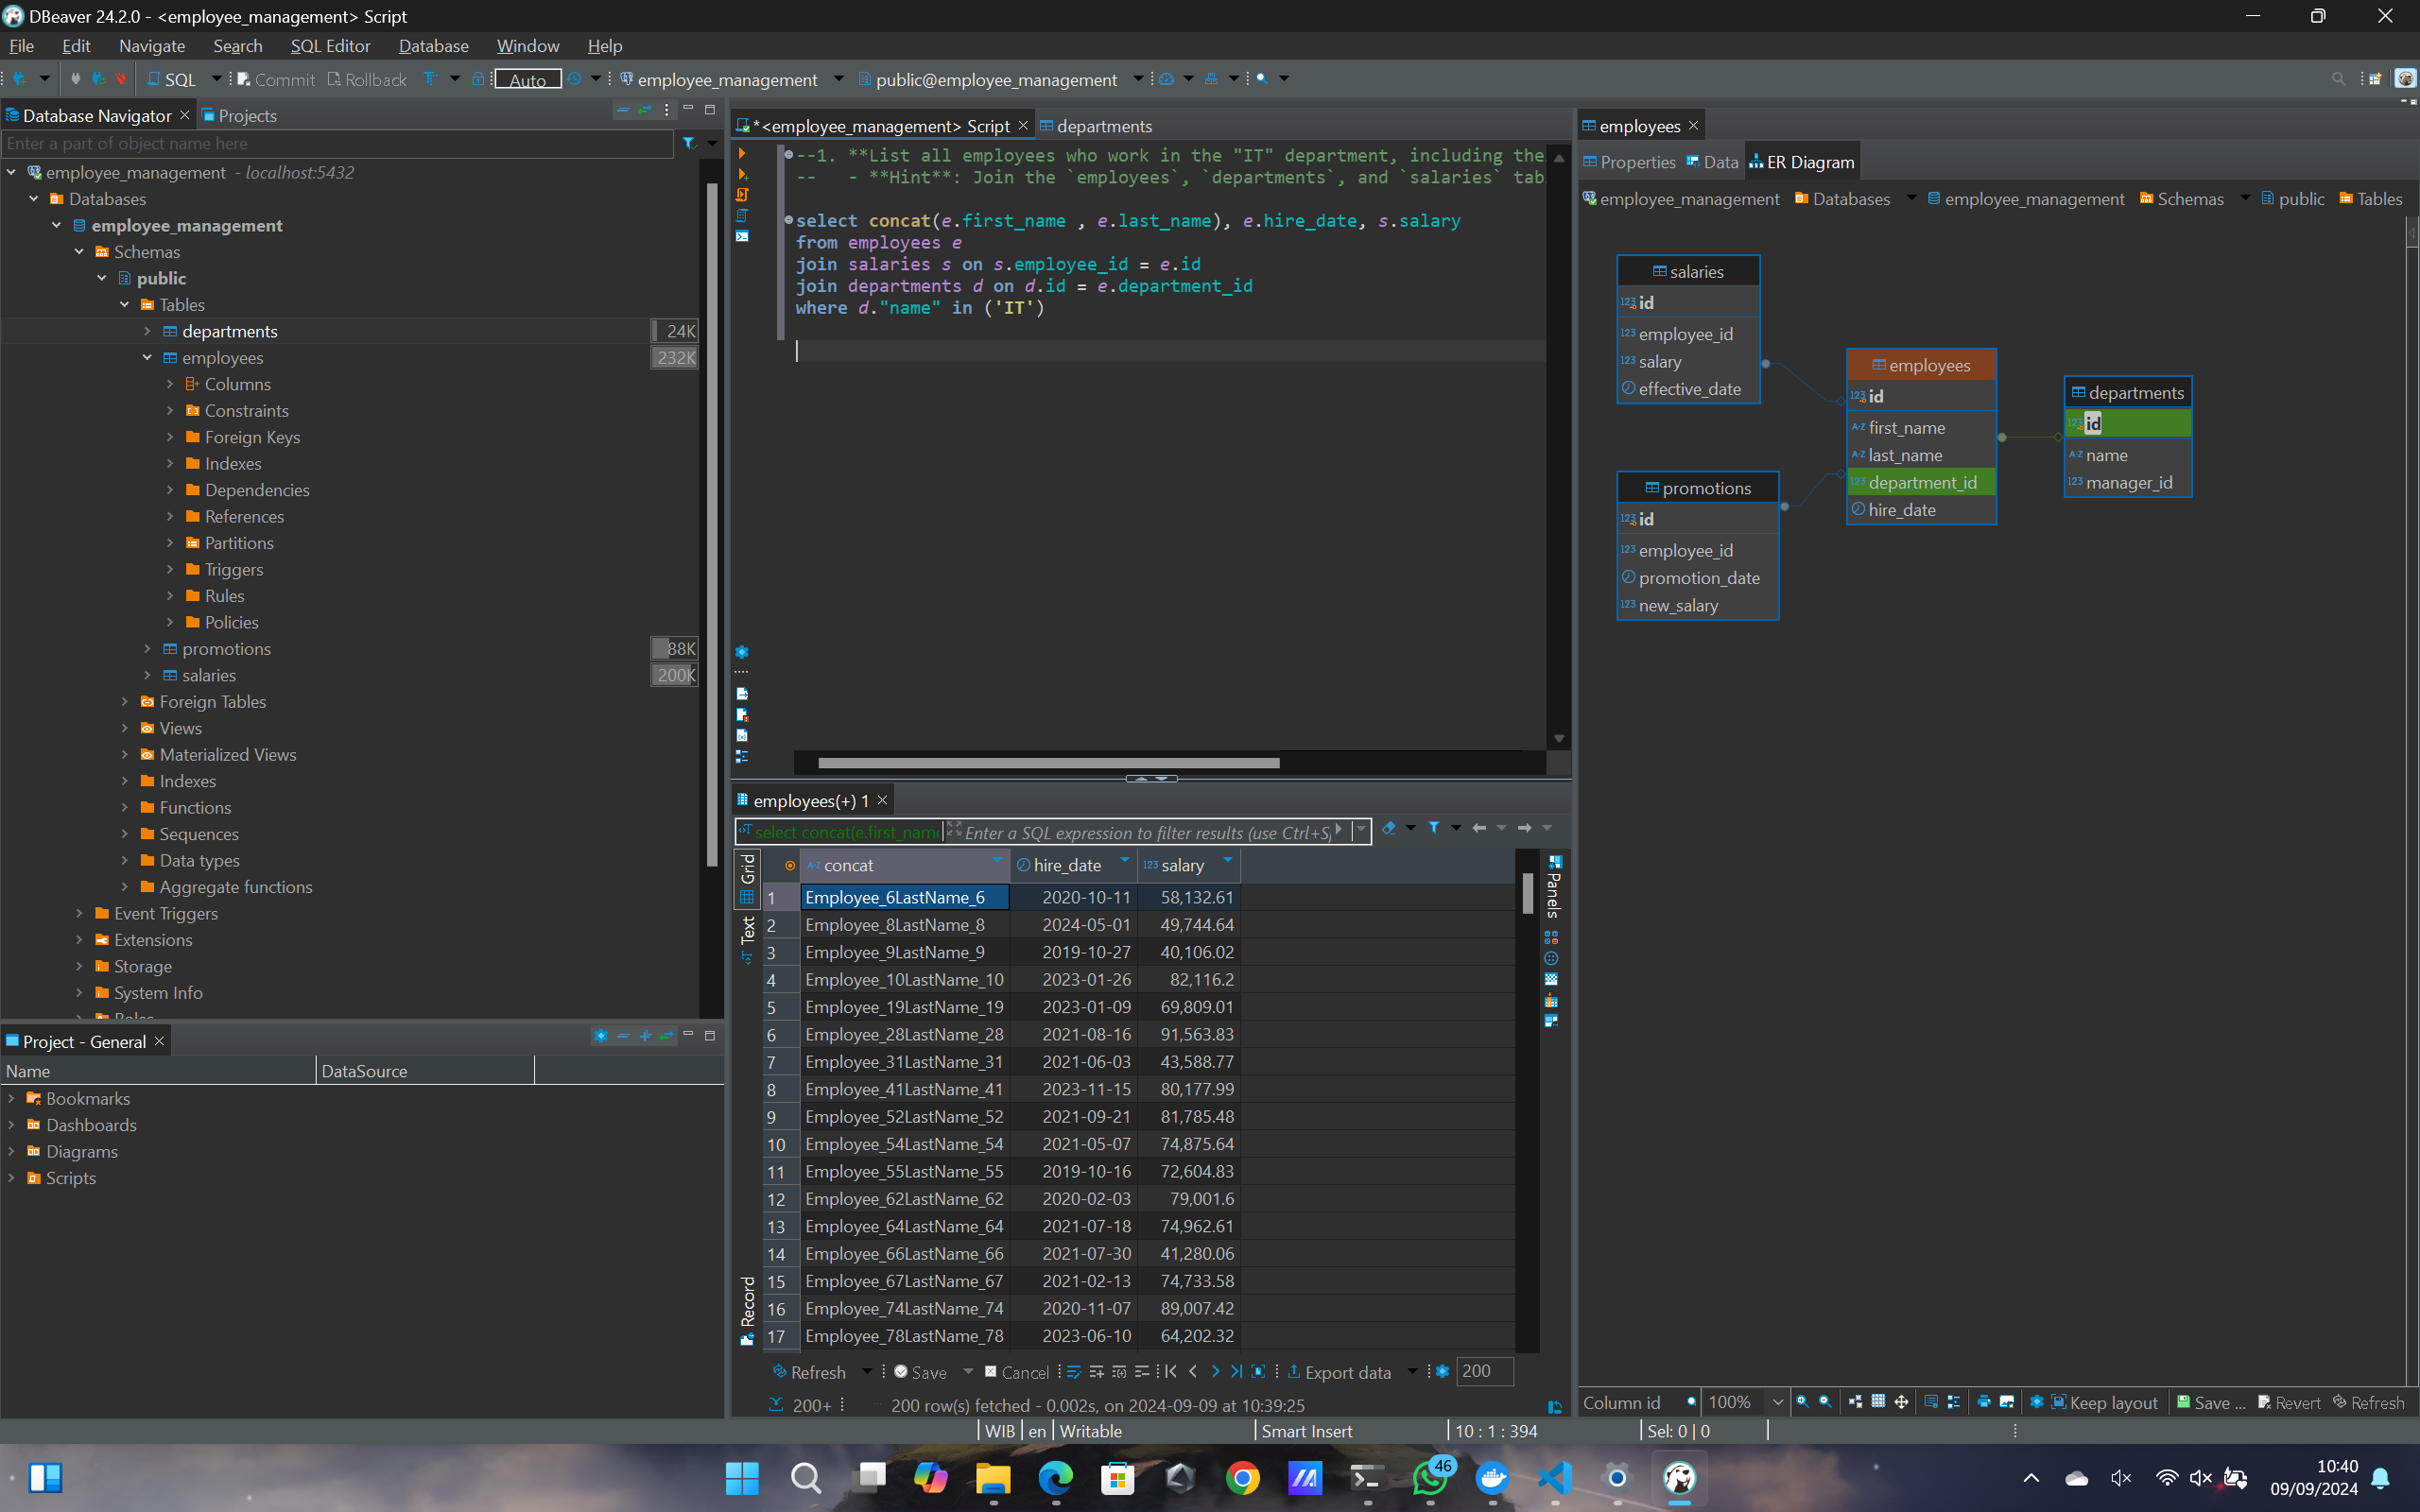 DBeaver 24.2.0 - <employee_management> Script
File Edit Navigate Search SQL Editor Database Window Help
SQL Commit Rollback Auto employee_management public@employee_management
Database Navigator Projects
Enter a part of object name here
employee_management - localhost:5432
Databases
employee_management
Schemas
public
Tables
departments 24K
employees 232K
Columns
Constraints
Foreign Keys
Indexes
Dependencies
References
Partitions
Triggers
Rules
Policies
promotions 88K
salaries 200K
Foreign Tables
Views
Materialized Views
Indexes
Functions
Sequences
Data types
Aggregate functions
Event Triggers
Extensions
Storage
System Info
Project - General
Name DataSource
Bookmarks
Dashboards
Diagrams
Scripts
*<employee_management> Script departments
--1. **List all employees who work in the "IT" department, including the
-- - **Hint**: Join the `employees`, `departments`, and `salaries` tab
select concat(e.first_name , e.last_name), e.hire_date, s.salary
from employees e
join salaries s on s.employee_id = e.id
join departments d on d.id = e.department_id
where d."name" in ('IT')
employees(+) 1
select concat(e.first_name Enter a SQL expression to filter results (use Ctrl+S
Grid
Text
Record
Panels
concat hire_date salary
1 Employee_6LastName_6 2020-10-11 58,132.61
2 Employee_8LastName_8 2024-05-01 49,744.64
3 Employee_9LastName_9 2019-10-27 40,106.02
4 Employee_10LastName_10 2023-01-26 82,116.2
5 Employee_19LastName_19 2023-01-09 69,809.01
6 Employee_28LastName_28 2021-08-16 91,563.83
7 Employee_31LastName_31 2021-06-03 43,588.77
8 Employee_41LastName_41 2023-11-15 80,177.99
9 Employee_52LastName_52 2021-09-21 81,785.48
10 Employee_54LastName_54 2021-05-07 74,875.64
11 Employee_55LastName_55 2019-10-16 72,604.83
12 Employee_62LastName_62 2020-02-03 79,001.6
13 Employee_64LastName_64 2021-07-18 74,962.61
14 Employee_66LastName_66 2021-07-30 41,280.06
15 Employee_67LastName_67 2021-02-13 74,733.58
16 Employee_74LastName_74 2020-11-07 89,007.42
17 Employee_78LastName_78 2023-06-10 64,202.32
Refresh Save Cancel Export data 200
200+ 200 row(s) fetched - 0.002s, on 2024-09-09 at 10:39:25
employees
Properties Data ER Diagram
employee_management Databases employee_management Schemas public Tables
salaries
123 id
123 employee_id
123 salary
effective_date
promotions
123 id
123 employee_id
promotion_date
123 new_salary
employees
123 id
A-Z first_name
A-Z last_name
123 department_id
hire_date
departments
123 id
A-Z name
123 manager_id
Column id 100% Keep layout Save ... Revert Refresh
WIB en Writable Smart Insert 10 : 1 : 394 Sel: 0 | 0
46
10:40
09/09/2024